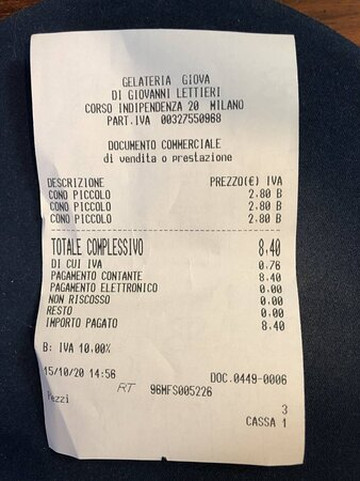 GELATERIA GIOVA
DI GIOVANNI LETTIERI
CORSO INDIPENDENZA 20 MILANO
PART.IVA 00327550968
DOCUMENTO COMMERCIALE
di vendita o prestazione
DESCRIZIONE PREZZO(€) IVA
CONO PICCOLO 2.80 B
CONO PICCOLO 2.80 B
CONO PICCOLO 2.80 B
TOTALE COMPLESSIVO 8.40
DI CUI IVA 0.76
PAGAMENTO CONTANTE 8.40
PAGAMENTO ELETTRONICO 0.00
NON RISCOSSO 0.00
RESTO 0.00
IMPORTO PAGATO 8.40
B: IVA 10.00%
15/10/20 14:56 DOC.0449-0006
RT 96MFS005226
Pezzi 3
CASSA 1